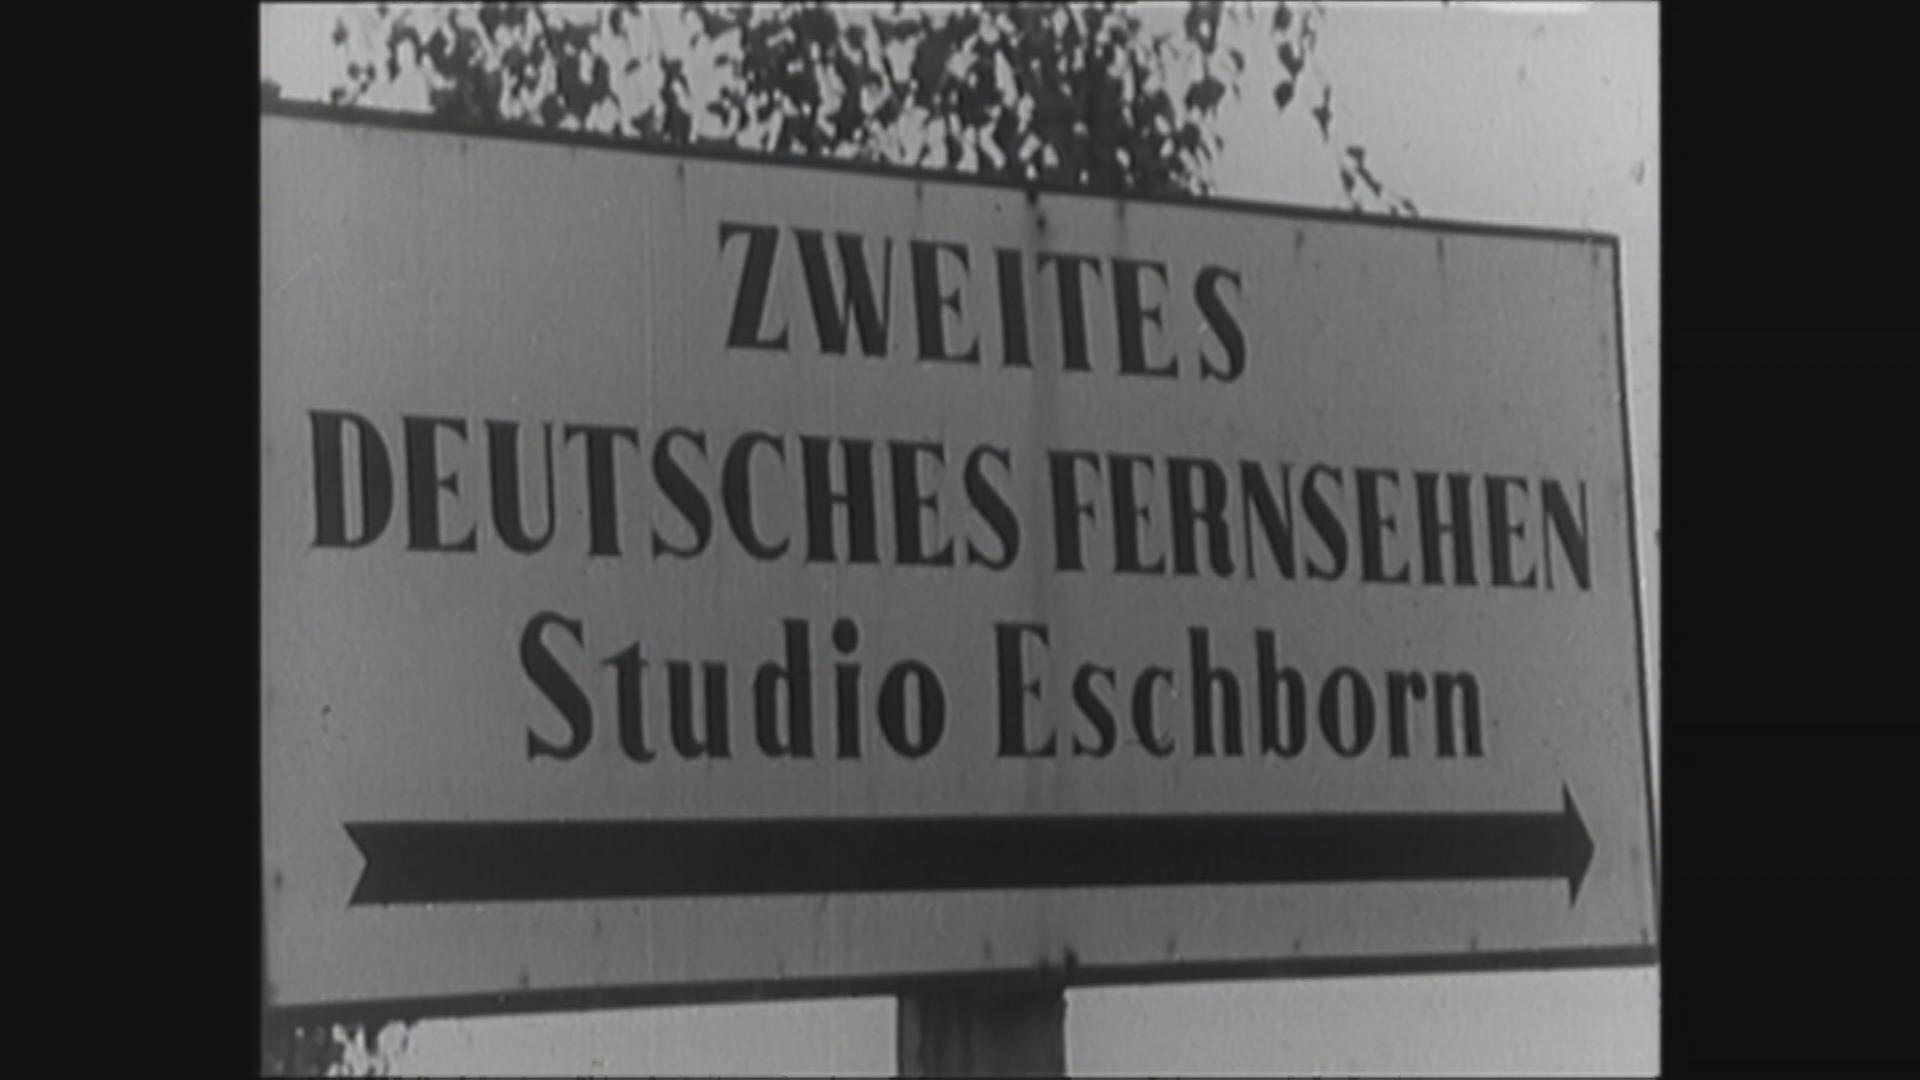 ZWEITES
DEUTSCHES FERNSEHEN
Studio Eschborn